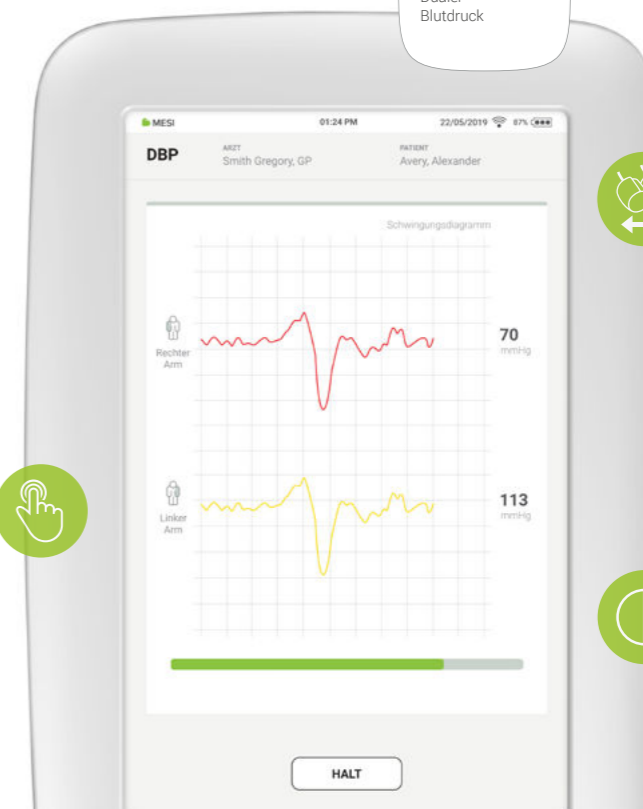 Dualer
Blutdruck
MESI
01:24 PM
22/05/2019
87%
DBP
ARZT
Smith Gregory, GP
PATIENT
Avery, Alexander
Schwingungsdiagramm
Rechter
Arm
70
mmHg
Linker
Arm
113
mmHg
HALT